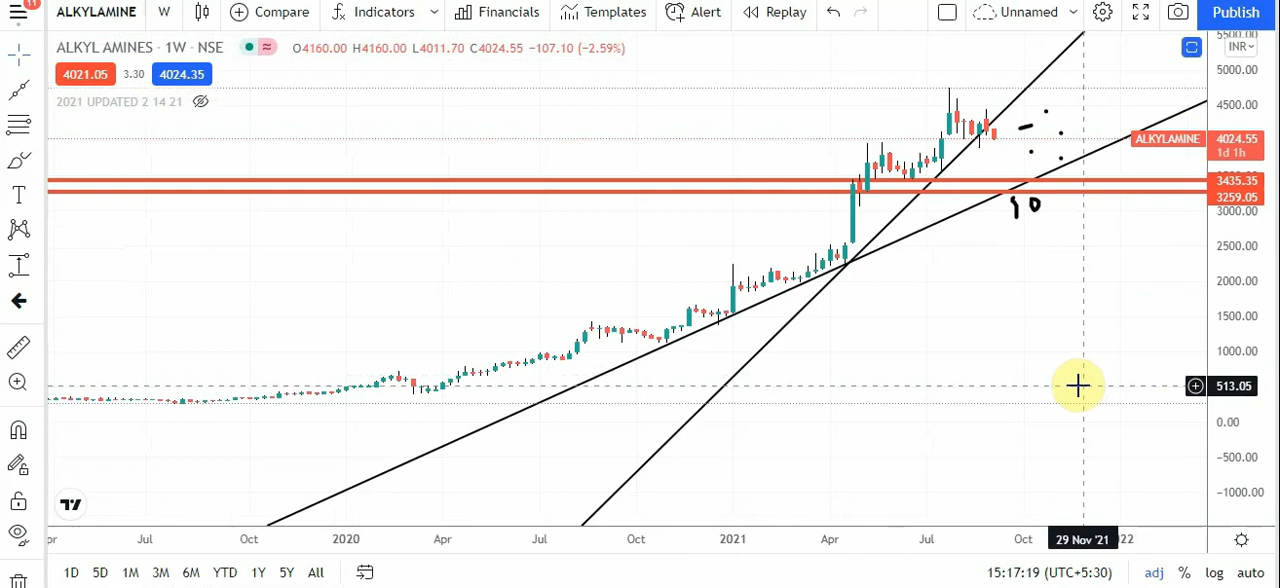 11
ALKYLAMINE W Compare Indicators Financials Templates Alert Replay Unnamed Publish
ALKYL AMINES · 1W · NSE O4160.00 H4160.00 L4011.70 C4024.55 −107.10 (−2.59%)
INR
4021.05 3.30 4024.35
2021 UPDATED 2 14 21
5500.00
5000.00
4500.00
ALKYLAMINE 4024.55
1d 1h
3435.35
3259.05
10
3000.00
2500.00
2000.00
1500.00
1000.00
513.05
0.00
−500.00
−1000.00
Jul Oct 2020 Apr Jul Oct 2021 Apr Jul Oct 29 Nov '21
1D 5D 1M 3M 6M YTD 1Y 5Y All 15:17:19 (UTC+5:30) adj % log auto